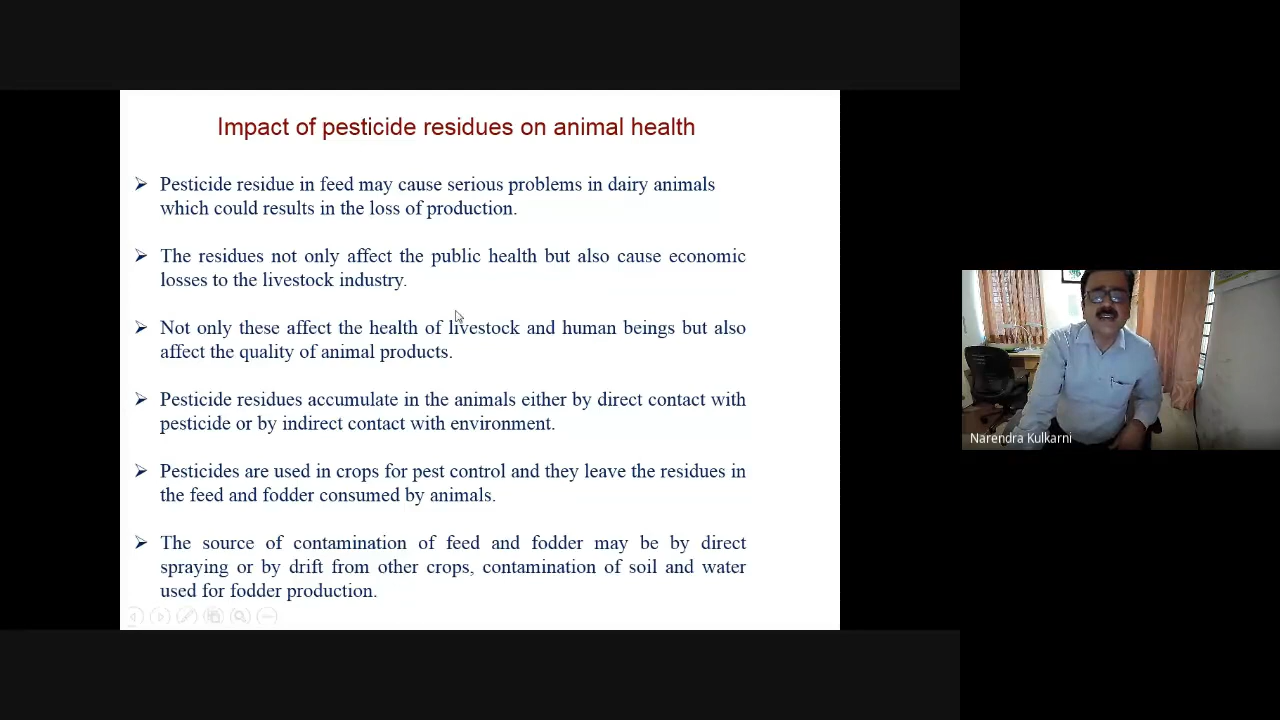 Impact of pesticide residues on animal health
Pesticide residue in feed may cause serious problems in dairy animals
which could results in the loss of production.
The residues not only affect the public health but also cause economic
losses to the livestock industry.
Not only these affect the health of livestock and human beings but also
affect the quality of animal products.
Pesticide residues accumulate in the animals either by direct contact with
pesticide or by indirect contact with environment.
Pesticides are used in crops for pest control and they leave the residues in
the feed and fodder consumed by animals.
The source of contamination of feed and fodder may be by direct
spraying or by drift from other crops, contamination of soil and water
used for fodder production.
Narendra Kulkarni